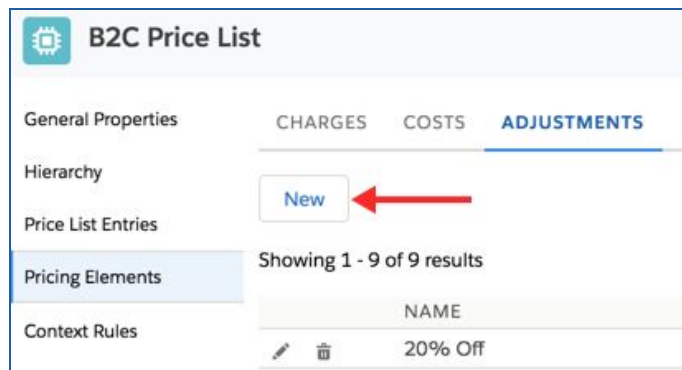 B2C Price List
General Properties
Hierarchy
Price List Entries
Pricing Elements
Context Rules
CHARGES COSTS ADJUSTMENTS
New
Showing 1 - 9 of 9 results
NAME
20% Off